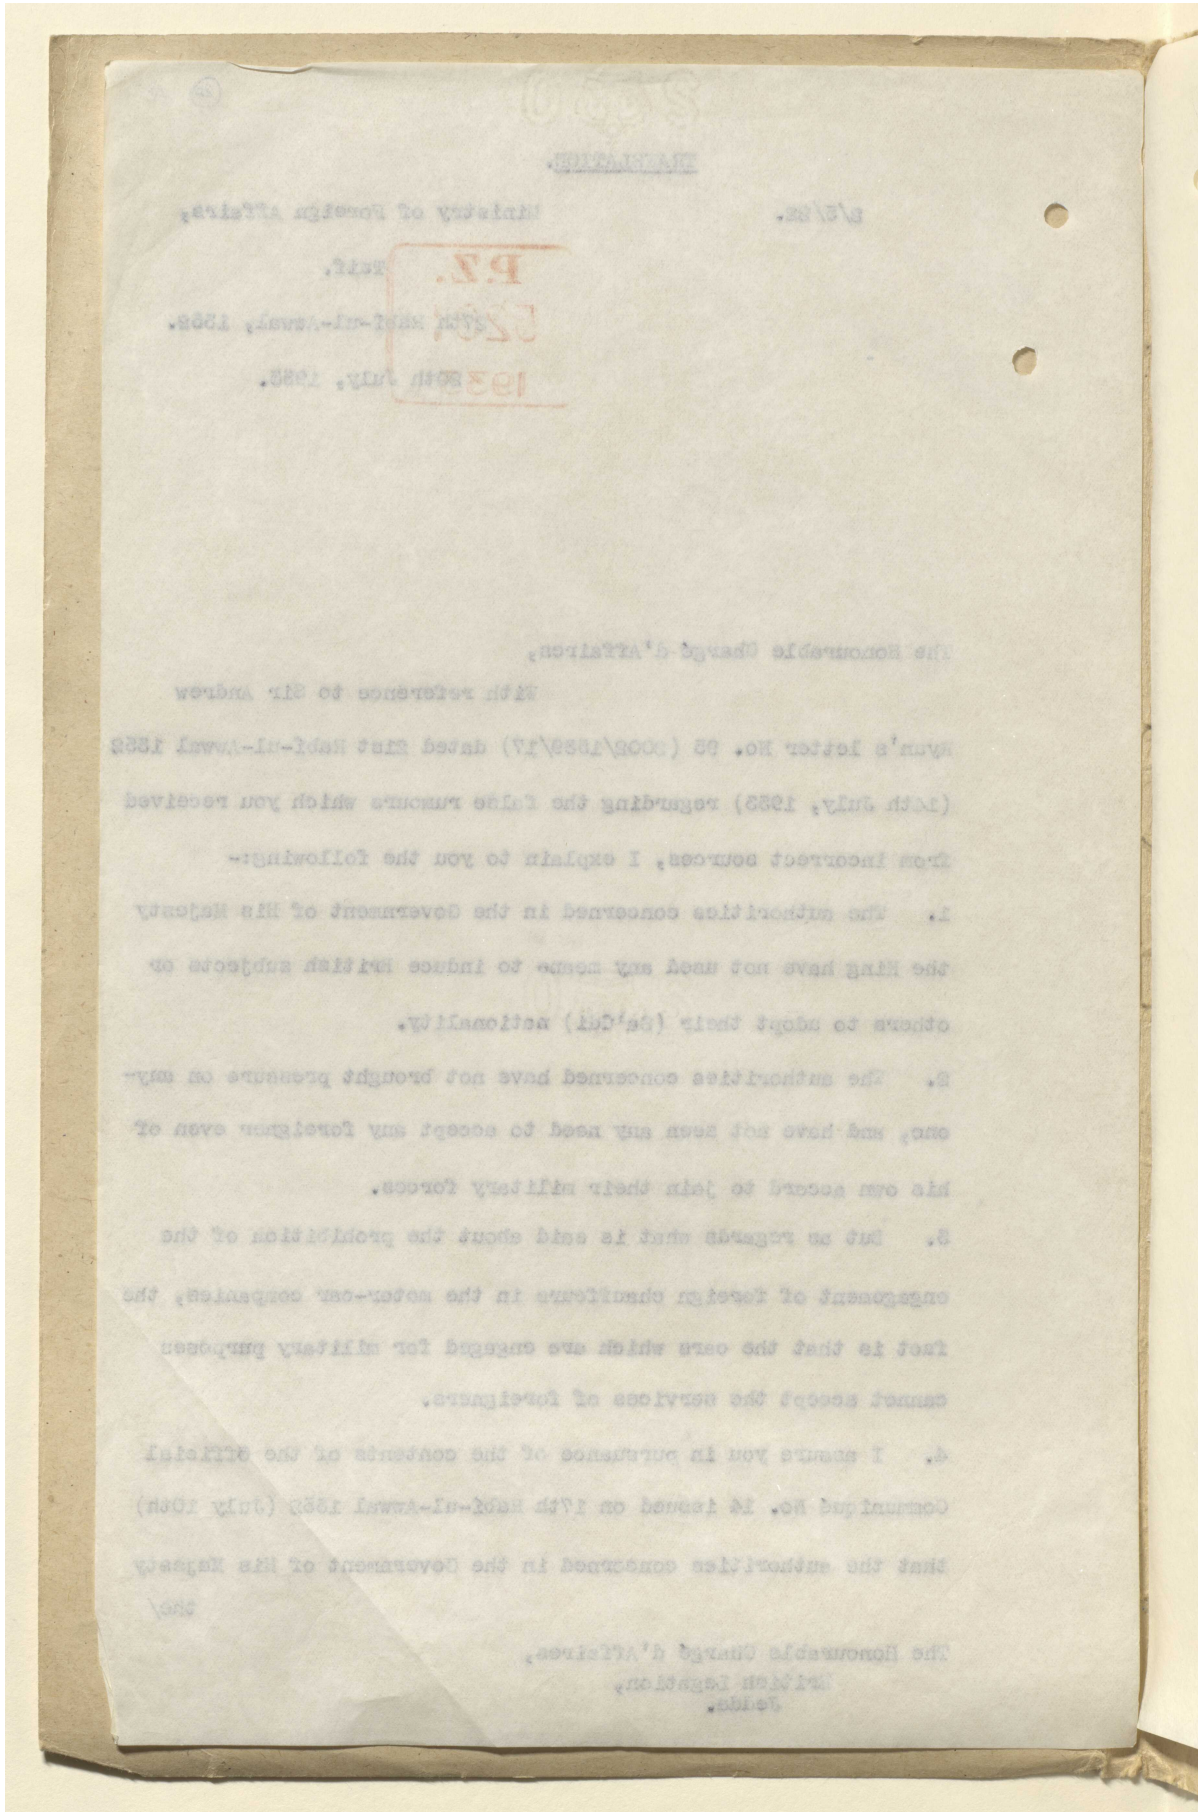 TRANSLATION.
2/5/22.
Ministry of Foreign Affairs,
P.Z.
Taif.
27th Rabí-ul-Awwal, 1352.
20th July, 1933.
1933
The Honourable Chargé d'Affaires,
With reference to Sir Andrew
Ryan's letter No. 95 (2002/1539/17) dated 21st Rabí-ul-Awwal 1352
(14th July, 1933) regarding the false rumours which you received
from incorrect sources, I explain to you the following:-
1. The authorities concerned in the Government of His Majesty
the King have not used any means to induce British subjects or
others to adopt their (Sa'ûdi) nationality.
2. The authorities concerned have not brought pressure on any-
one, and have not seen any need to accept any foreigner even of
his own accord to join their military forces.
3. But as regards what is said about the prohibition of the
engagement of foreign chauffeurs in the motor-car companies, the
fact is that the cars which are engaged for military purposes
cannot accept the services of foreigners.
4. I assure you in pursuance of the contents of the official
Communiqué No. 14 issued on 17th Rabí-ul-Awwal 1352 (July 10th)
that the authorities concerned in the Government of His Majesty
the/
The Honourable Chargé d'Affaires,
British Legation,
Jedda.